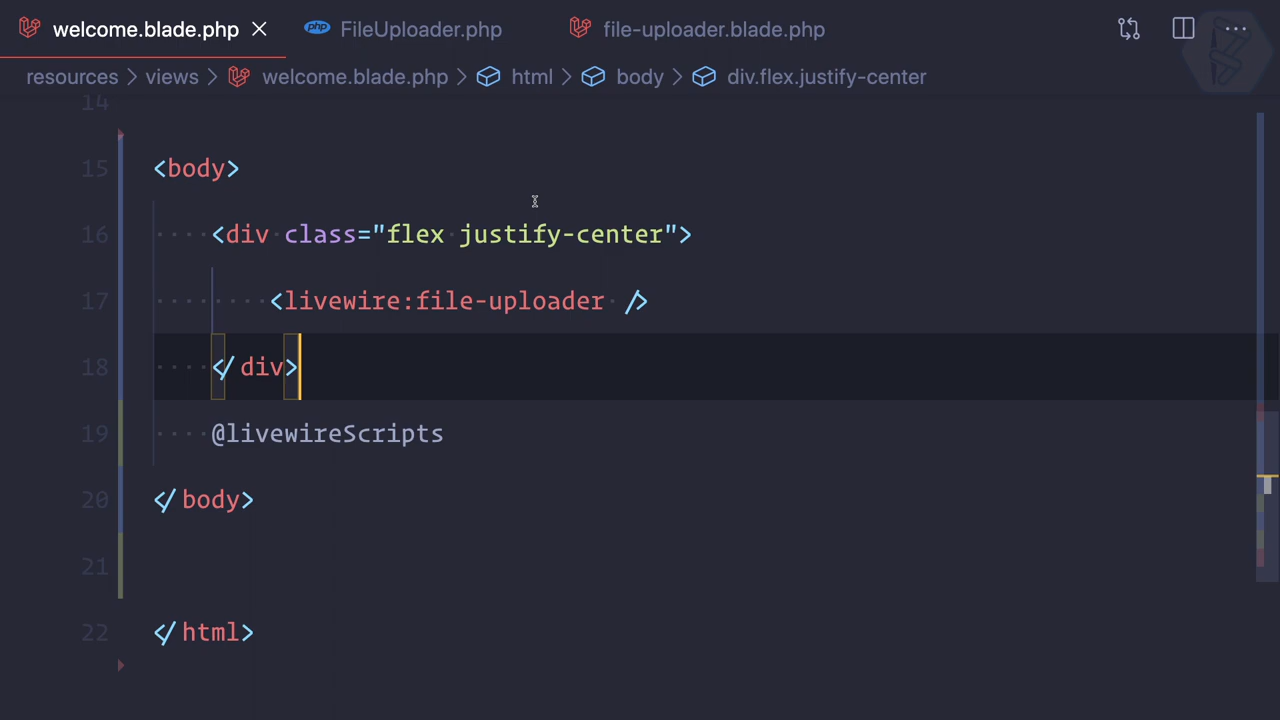 welcome.blade.php php FileUploader.php file-uploader.blade.php
resources > views > welcome.blade.php > html > body > div.flex.justify-center
14
15 <body>
16 <div class="flex justify-center">
17 <livewire:file-uploader />
18 </div>
19 @livewireScripts
20 </body>
21
22 </html>